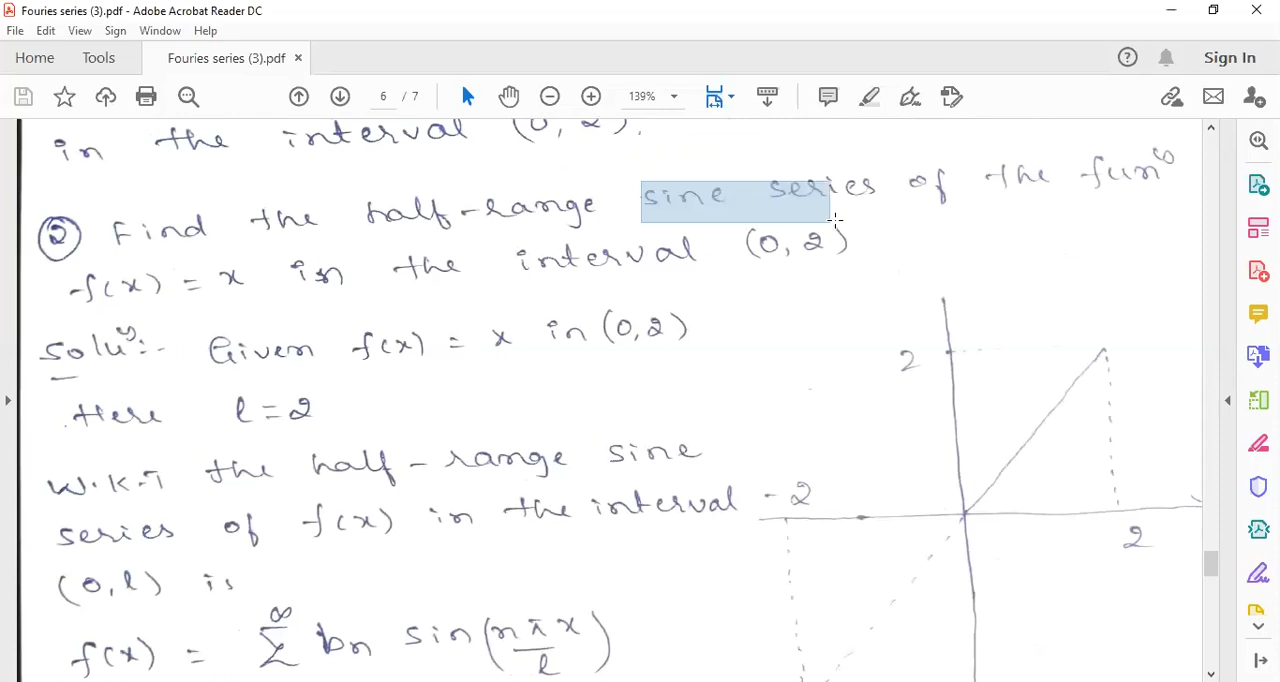 Fouries series (3).pdf - Adobe Acrobat Reader DC
File Edit View Sign Window Help
Home Tools Fouries series (3).pdf × Sign In
6 / 7 139%
in the interval (0, 2).
② Find the half-range sine series of the funⁿ
f(x) = x in the interval (0, 2)
Soluⁿ:- Given f(x) = x in (0,2)
Here l = 2
W.K.T the half-range sine
series of f(x) in the interval
(0, l) is
f(x) = ∞ Σ bn sin(nπx/l)
2
-2
2